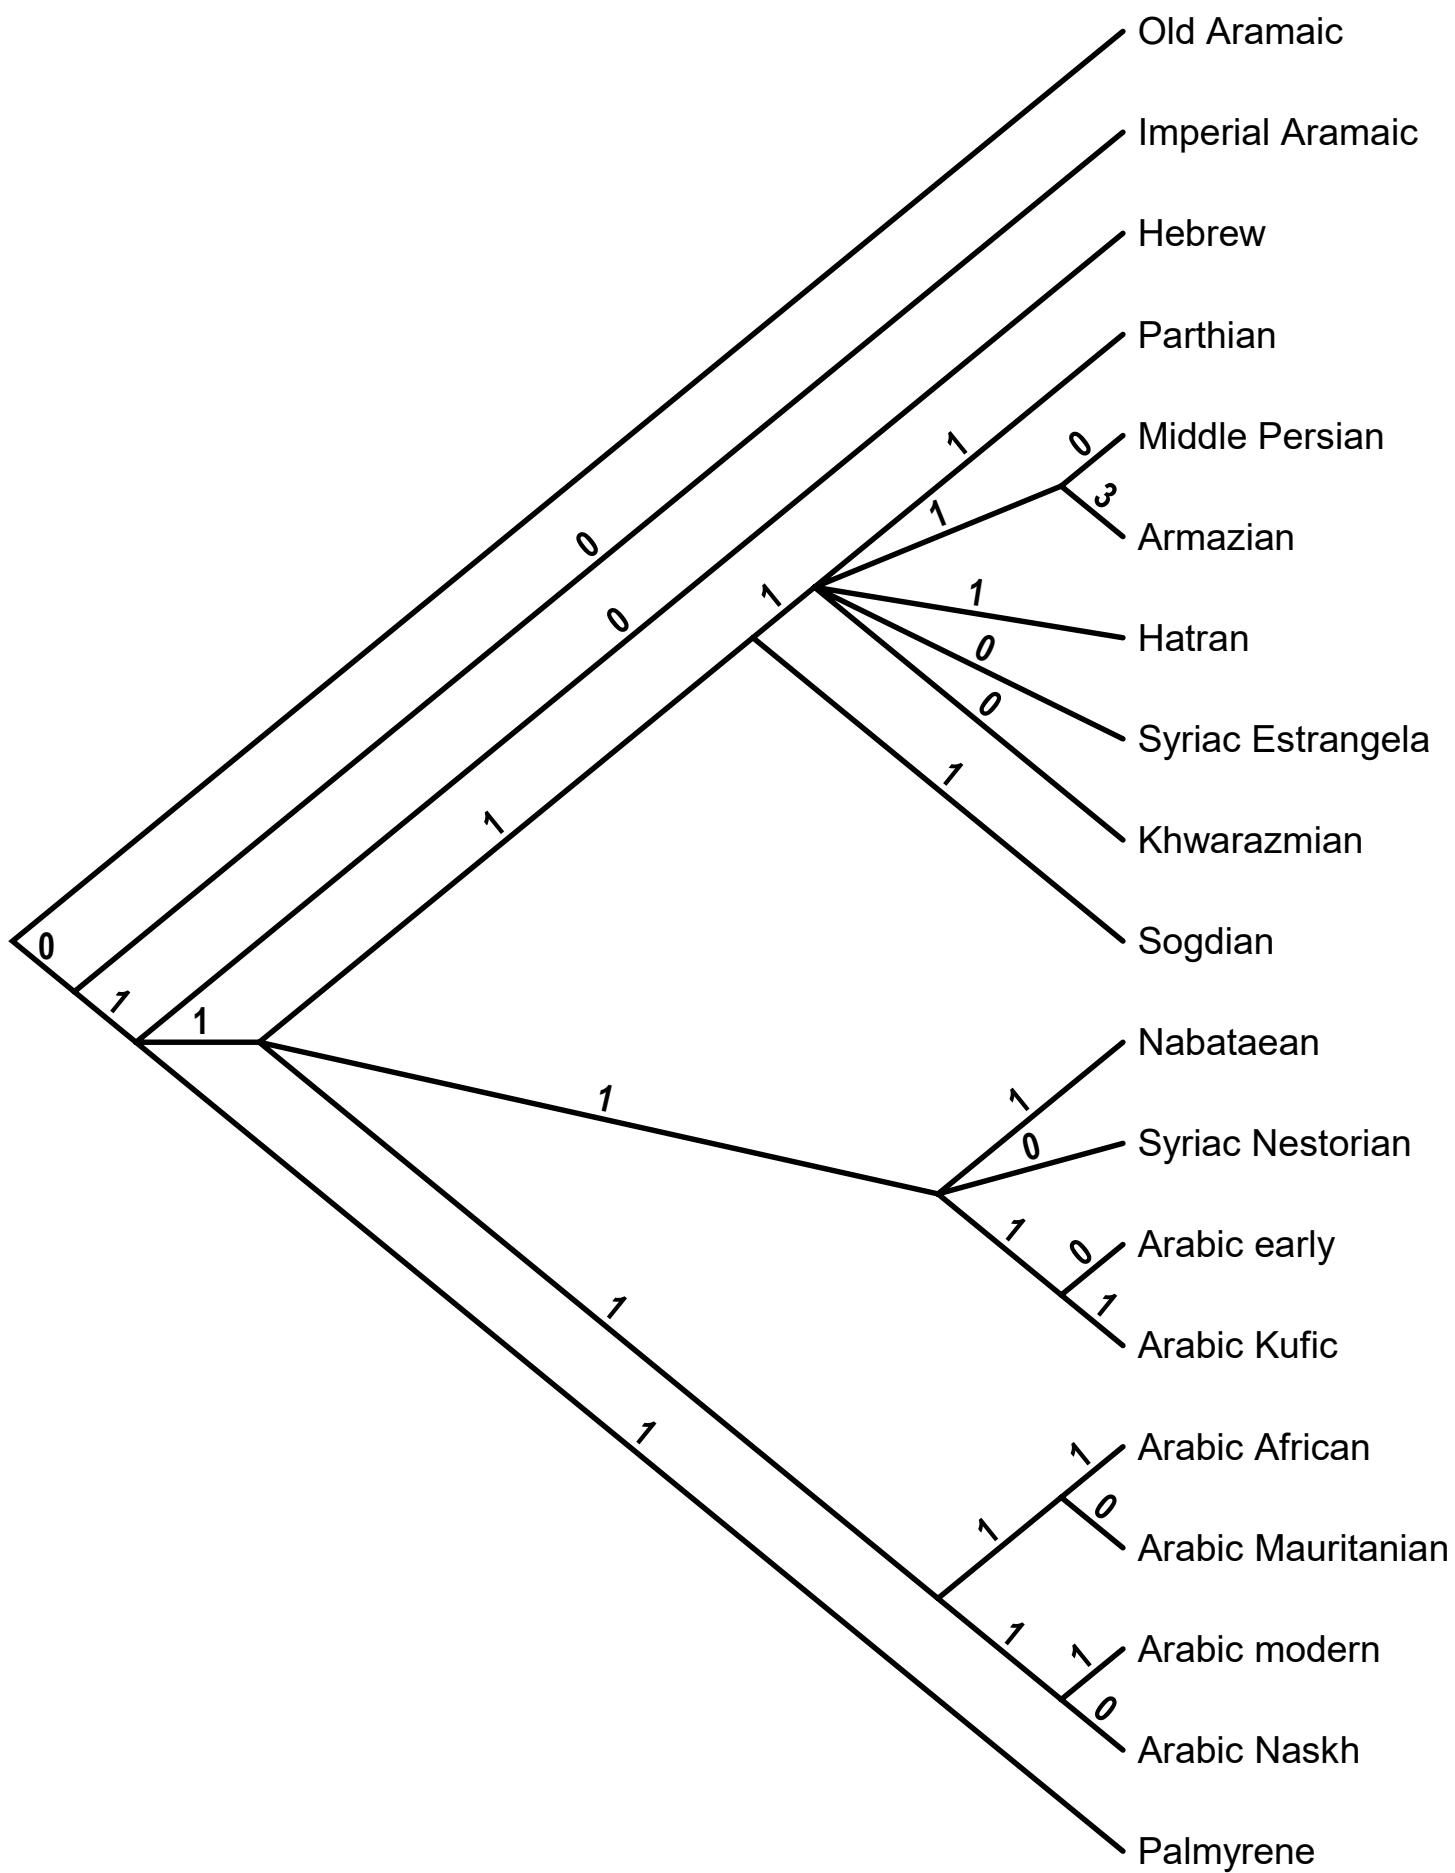 Old Aramaic
Imperial Aramaic
Hebrew
Parthian
1
0
Middle Persian
3
1
Armazian
0
1
1
Hatran
0
0
Syriac Estrangela
0
1
Khwarazmian
1
Sogdian
0
1
1
Nabataean
1
1
0
Syriac Nestorian
1
0
Arabic early
1
1
Arabic Kufic
1
1
Arabic African
0
1
Arabic Mauritanian
1
1
Arabic modern
0
Arabic Naskh
Palmyrene